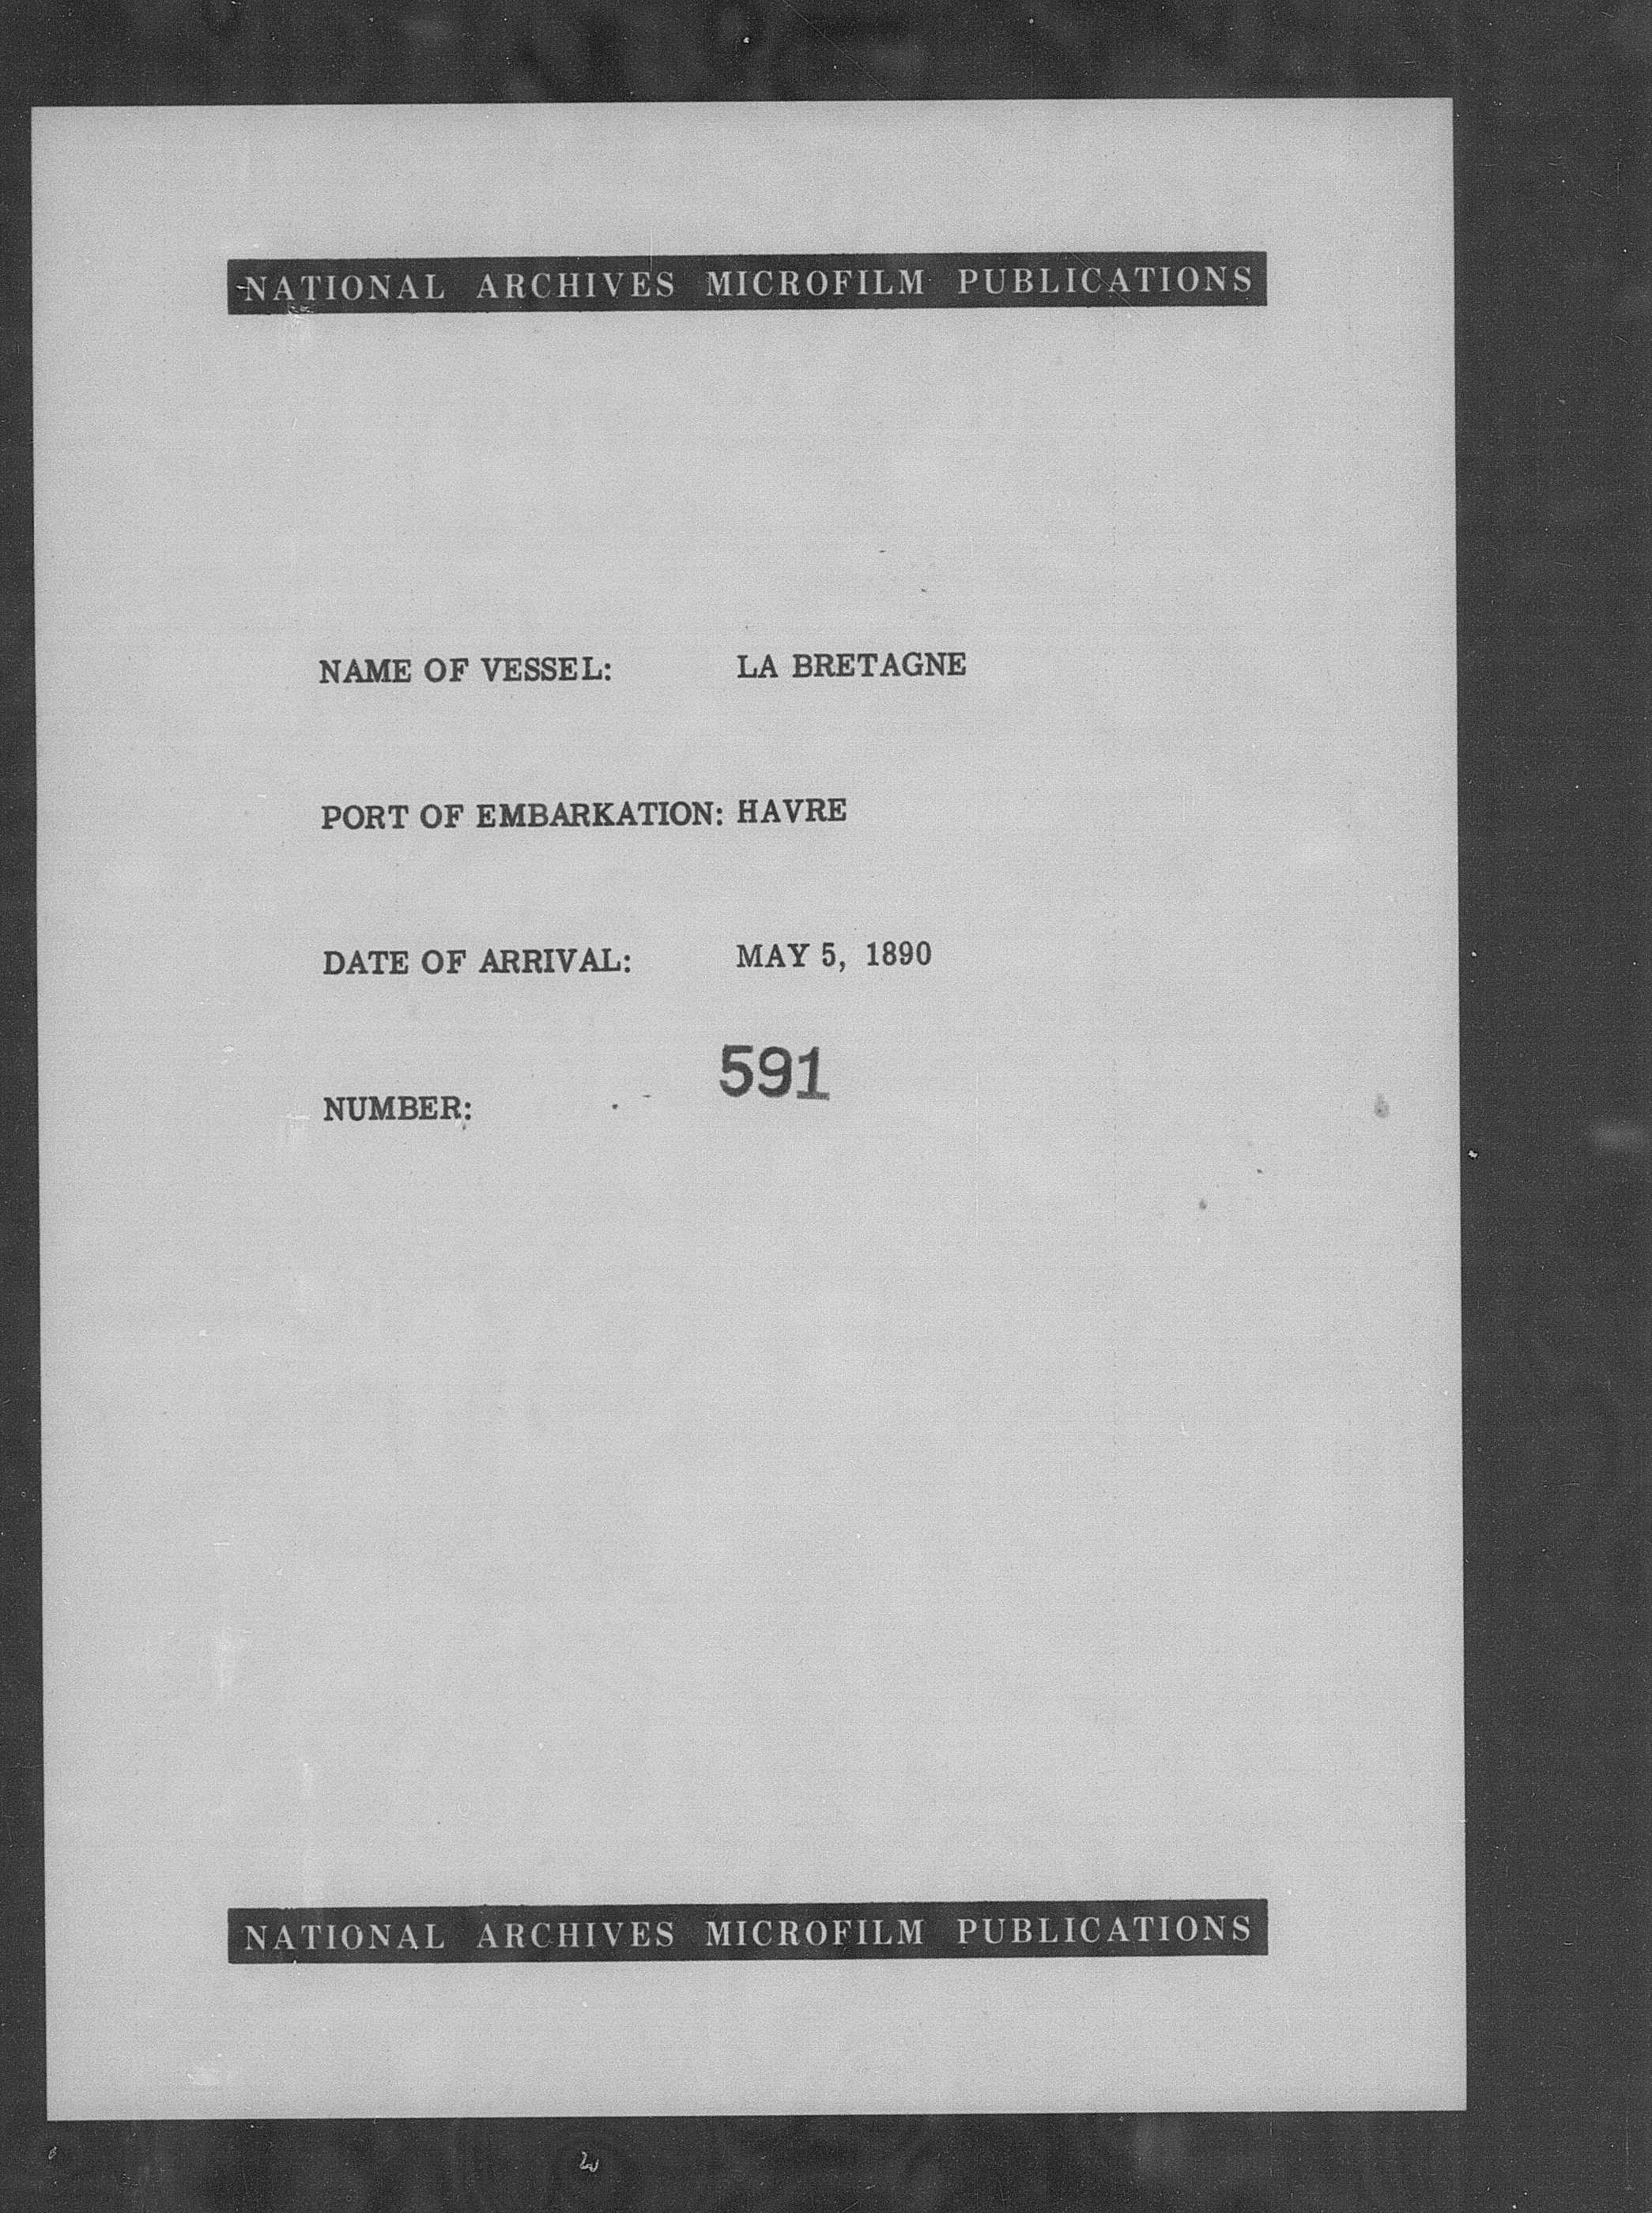 NATIONAL ARCHIVES MICROFILM PUBLICATIONS
NAME OF VESSEL: LA BRETAGNE
PORT OF EMBARKATION: HAVRE
DATE OF ARRIVAL: MAY 5, 1890
NUMBER: 591
NATIONAL ARCHIVES MICROFILM PUBLICATIONS